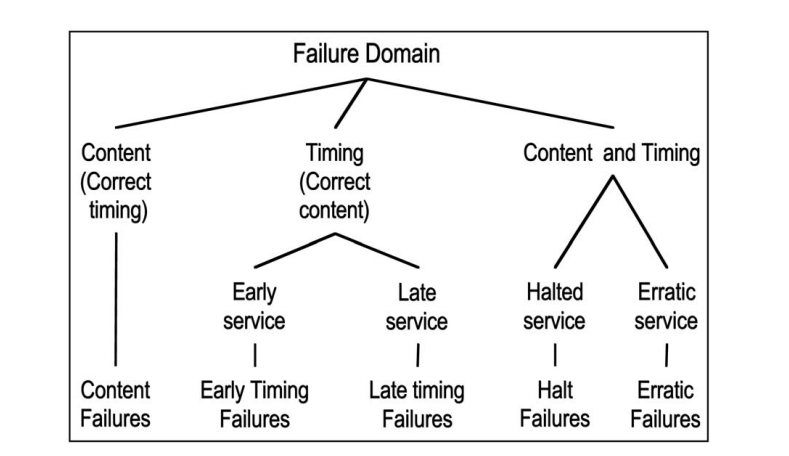 Failure Domain
Content
(Correct
timing)
Timing
(Correct
content)
Content and Timing
Early
service
Late
service
Halted
service
Erratic
service
Content
Failures
Early Timing
Failures
Late timing
Failures
Halt
Failures
Erratic
Failures